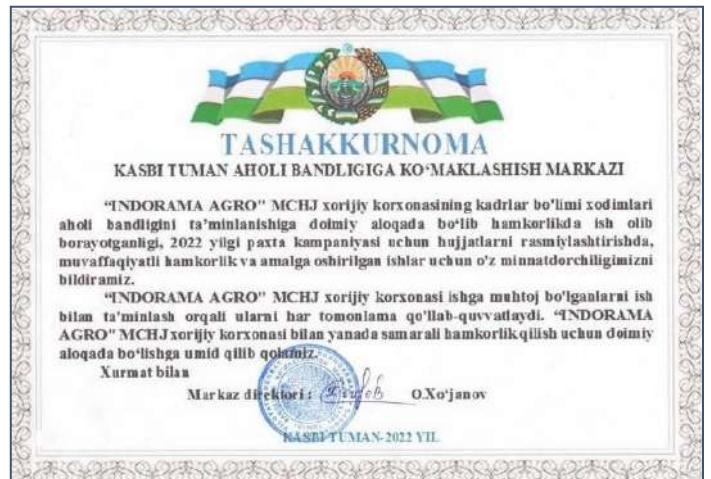 TASHAKKURNOMA
KASBI TUMAN AHOLI BANDLIGIGA KO‘MAKLASHISH MARKAZI
“INDORAMA AGRO” MCHJ xorijiy korxonasining kadrlar bo‘limi xodimlari
aholi bandligini ta’minlanishiga doimiy aloqada bo‘lib hamkorlikda ish olib
borayotganligi, 2022 yilgi paxta kampaniyasi uchun hujjatlarni rasmiylashtirishda,
muvaffaqiyatli hamkorlik va amalga oshirilgan ishlar uchun o’z minnatdorchiligimizni
bildiramiz.
“INDORAMA AGRO” MCHJ xorijiy korxonasi ishga muhtoj bo‘lganlarni ish
bilan ta’minlash orqali ularni har tomonlama qo’llab-quvvatlaydi. “INDORAMA
AGRO” MCHJ xorijiy korxonasi bilan yanada samarali hamkorlik qilish uchun doimiy
aloqada bo‘lishga umid qilib qolamiz.
Xurmat bilan
Markaz direktori: O.Xo‘janov
KASBI TUMAN-2022 YIL